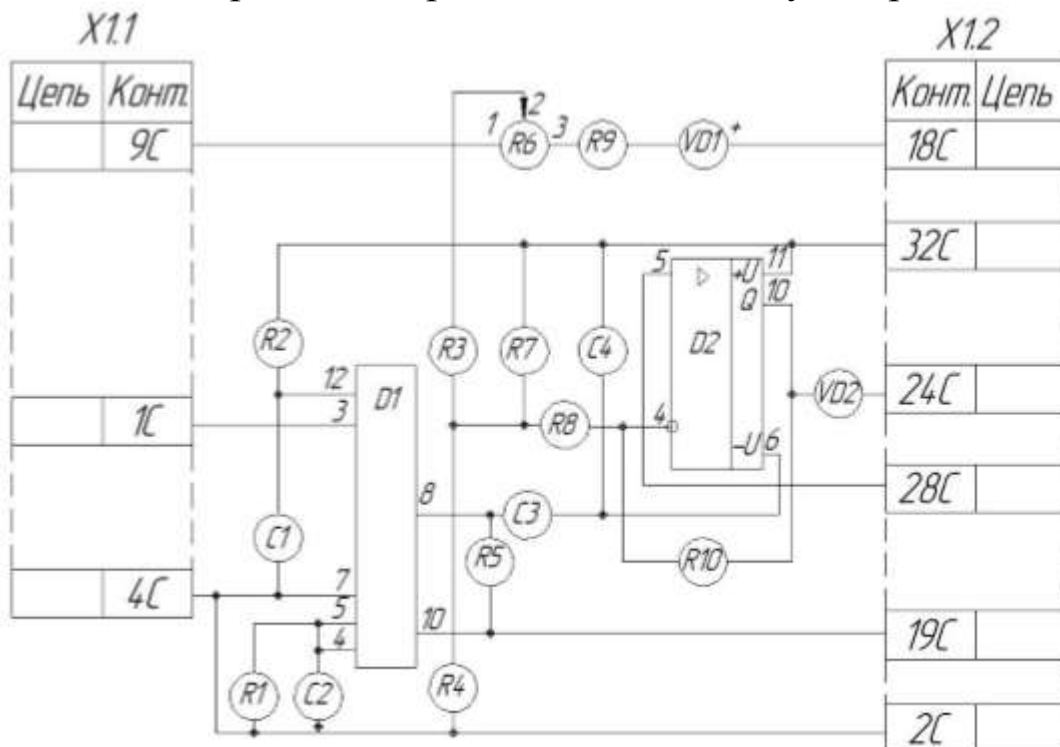 X1.1
X1.2
Цепь Конт.
Конт. Цепь
2
1 R6 3 R9 VD1 +
9С
18С
32С
5 +U 11
Q 10
R2 R3 R7 C4 D2
12 D1
VD2 24С
1С 3
R8 4 -U 6
28С
8 C3
C1 R5 R10
4С 7
5
10 19С
4
R1 C2 R4
2С